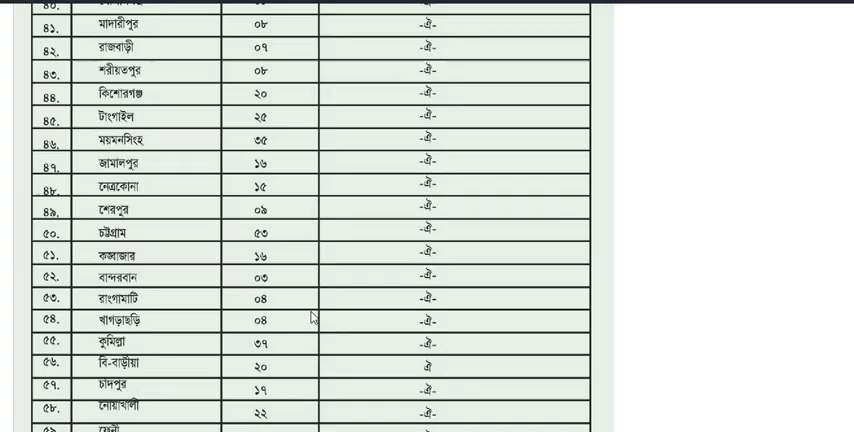 ৪০.
৪১. মাদারীপুর ০৮ -ঐ-
৪২. রাজবাড়ী ০৭ -ঐ-
৪৩. শরীয়তপুর ০৮ -ঐ-
৪৪. কিশোরগঞ্জ ২০ -ঐ-
৪৫. টাংগাইল ২৫ -ঐ-
৪৬. ময়মনসিংহ ৩৫ -ঐ-
৪৭. জামালপুর ১৬ -ঐ-
৪৮. নেত্রকোনা ১৫ -ঐ-
৪৯. শেরপুর ০৯ -ঐ-
৫০. চট্টগ্রাম ৫৩ -ঐ-
৫১. কক্সবাজার ১৬ -ঐ-
৫২. বান্দরবান ০৩ -ঐ-
৫৩. রাংগামাটি ০৪ -ঐ-
৫৪. খাগড়াছড়ি ০৪ -ঐ-
৫৫. কুমিল্লা ৩৭ -ঐ-
৫৬. বি-বাড়ীয়া ২০ ঐ
৫৭. চাঁদপুর ১৭ -ঐ-
৫৮. নোয়াখালী ২২ -ঐ-
৫৯. ফেনী